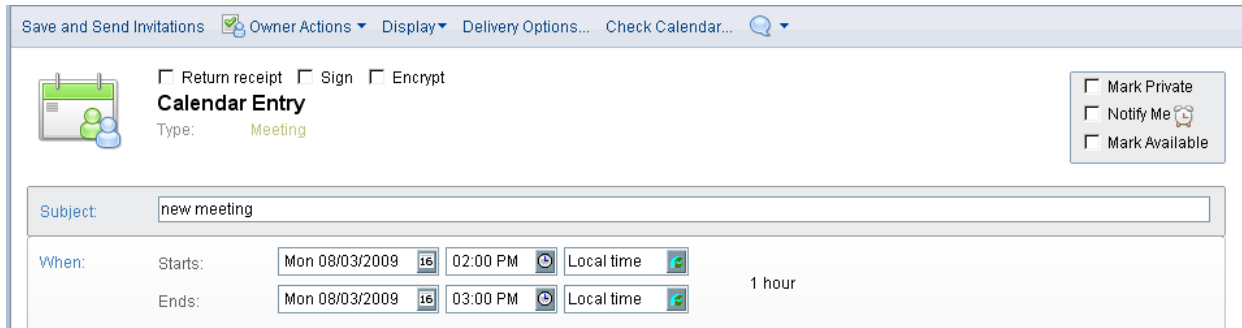 Save and Send Invitations Owner Actions Display Delivery Options... Check Calendar...
Return receipt Sign Encrypt
Calendar Entry
Type: Meeting
Mark Private
Notify Me
Mark Available
Subject: new meeting
When: Starts: Mon 08/03/2009 16 02:00 PM Local time
1 hour
Ends: Mon 08/03/2009 16 03:00 PM Local time